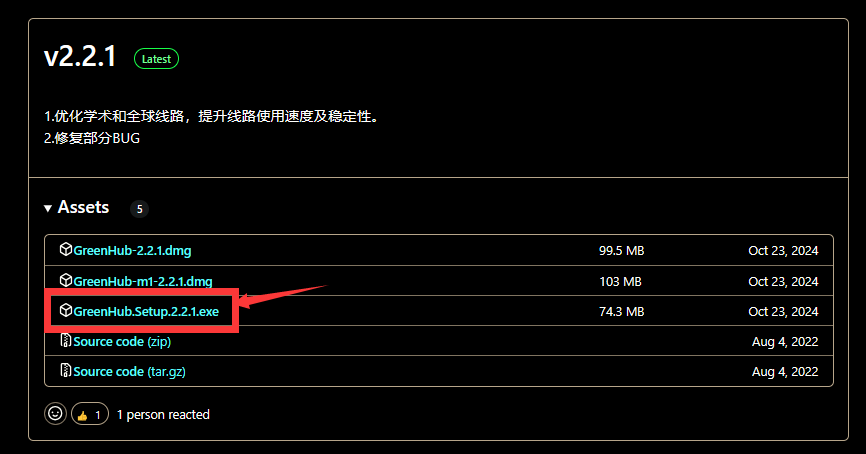 v2.2.1 Latest
1.优化学术和全球线路，提升线路使用速度及稳定性。
2.修复部分BUG
Assets 5
GreenHub-2.2.1.dmg 99.5 MB Oct 23, 2024
GreenHub-m1-2.2.1.dmg 103 MB Oct 23, 2024
GreenHub.Setup.2.2.1.exe 74.3 MB Oct 23, 2024
Source code (zip) Aug 4, 2022
Source code (tar.gz) Aug 4, 2022
1 1 person reacted